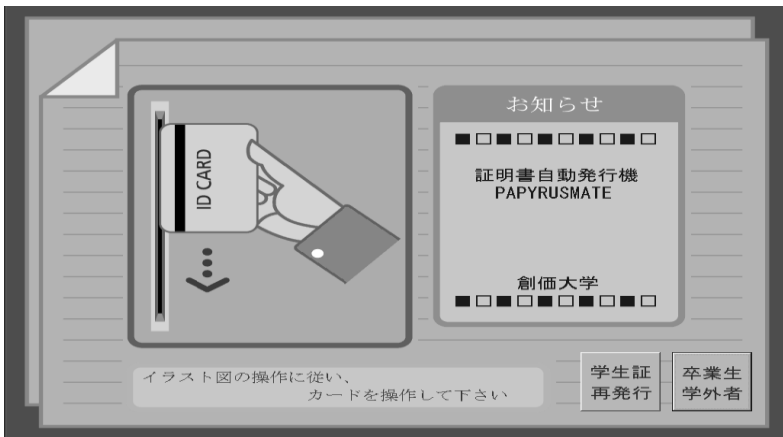 ID CARD
お知らせ
■□■□■□■□■□
証明書自動発行機
PAPYRUSMATE
創価大学
■□■□■□■□■□
イラスト図の操作に従い、
カードを操作して下さい
学生証
再発行
卒業生
学外者